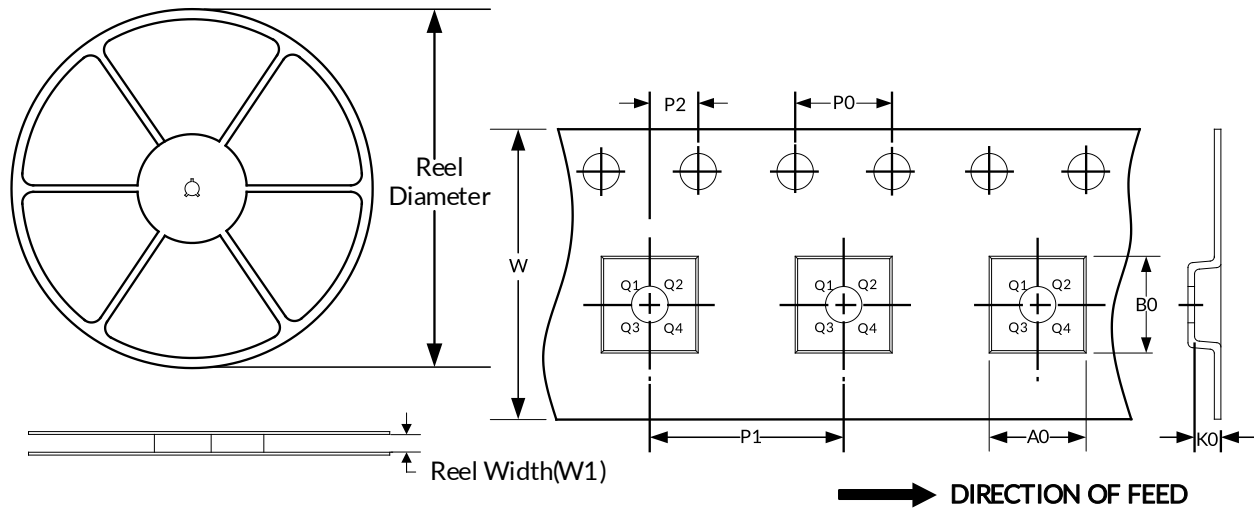 P2
P0
Reel
Diameter
W
Q1 Q2
Q3 Q4
Q1 Q2
Q3 Q4
Q1 Q2
Q3 Q4
B0
P1
A0
K0
Reel Width(W1)
DIRECTION OF FEED